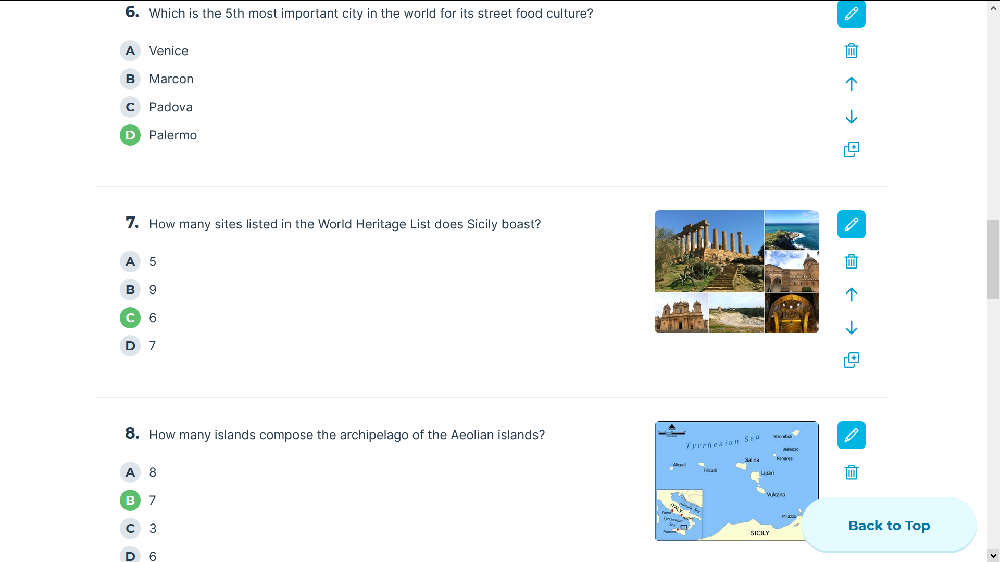 6. Which is the 5th most important city in the world for its street food culture?
A Venice
B Marcon
C Padova
D Palermo
7. How many sites listed in the World Heritage List does Sicily boast?
A 5
B 9
C 6
D 7
8. How many islands compose the archipelago of the Aeolian islands?
A 8
B 7
C 3
D 6
NORTH
Kilometres
Tyrrhenian Sea
Stromboli
Basiluzzo
Panarea
Salina
Alicudi
Filicudi
Lipari
Vulcano
Milazzo
SICILY
ITALY
Adriatic Sea
Rome
Naples
Tyrrhenian
Sea
Palermo
Back to Top